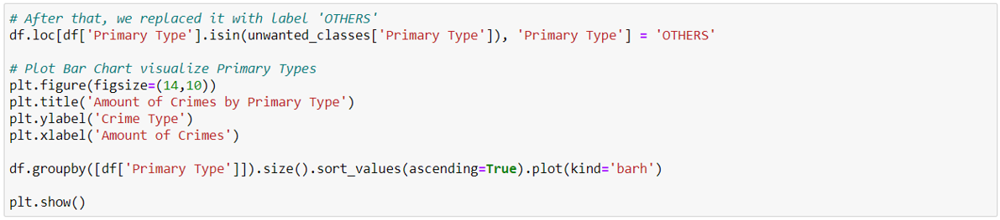 # After that, we replaced it with label 'OTHERS'
df.loc[df['Primary Type'].isin(unwanted_classes['Primary Type']), 'Primary Type'] = 'OTHERS'
# Plot Bar Chart visualize Primary Types
plt.figure(figsize=(14,10))
plt.title('Amount of Crimes by Primary Type')
plt.ylabel('Crime Type')
plt.xlabel('Amount of Crimes')
df.groupby([df['Primary Type']]).size().sort_values(ascending=True).plot(kind='barh')
plt.show()